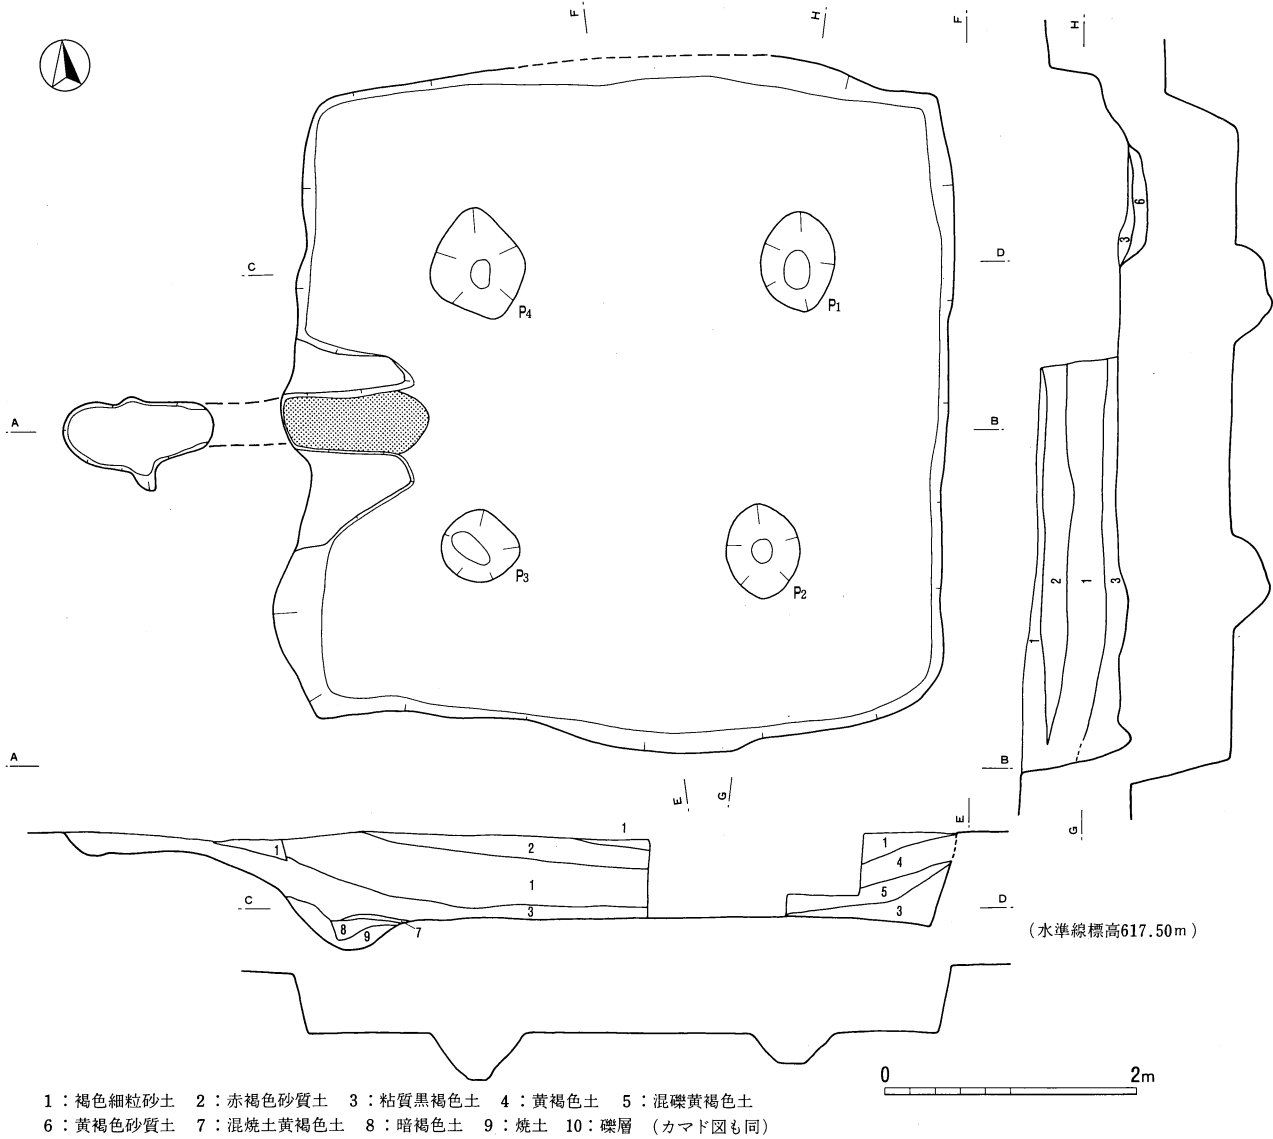 F
H
F
H
C
D
P4
P1
6
3
A
B
P3
P2
2
1
3
1
A
B
E
G
E
G
1
1
2
1
3
1
4
5
3
C
D
8
9
7
(水準線標高617.50m)
0 2m
1：褐色細粒砂土 2：赤褐色砂質土 3：粘質黒褐色土 4：黄褐色土 5：混礫黄褐色土
6：黄褐色砂質土 7：混焼土黄褐色土 8：暗褐色土 9：焼土 10：礫層 (カマド図も同)